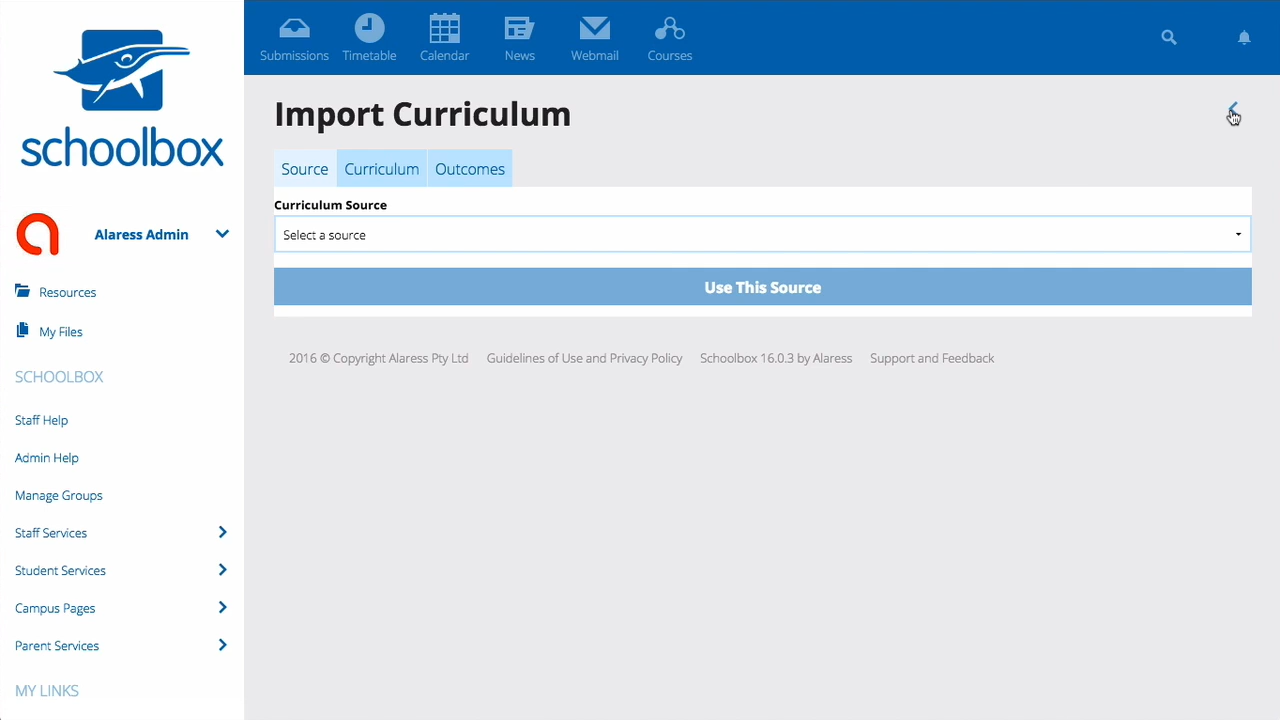 schoolbox
Alaress Admin
Resources
My Files
SCHOOLBOX
Staff Help
Admin Help
Manage Groups
Staff Services
Student Services
Campus Pages
Parent Services
MY LINKS
Submissions
Timetable
Calendar
News
Webmail
Courses
Import Curriculum
Source
Curriculum
Outcomes
Curriculum Source
Select a source
Use This Source
2016 © Copyright Alaress Pty Ltd
Guidelines of Use and Privacy Policy
Schoolbox 16.0.3 by Alaress
Support and Feedback